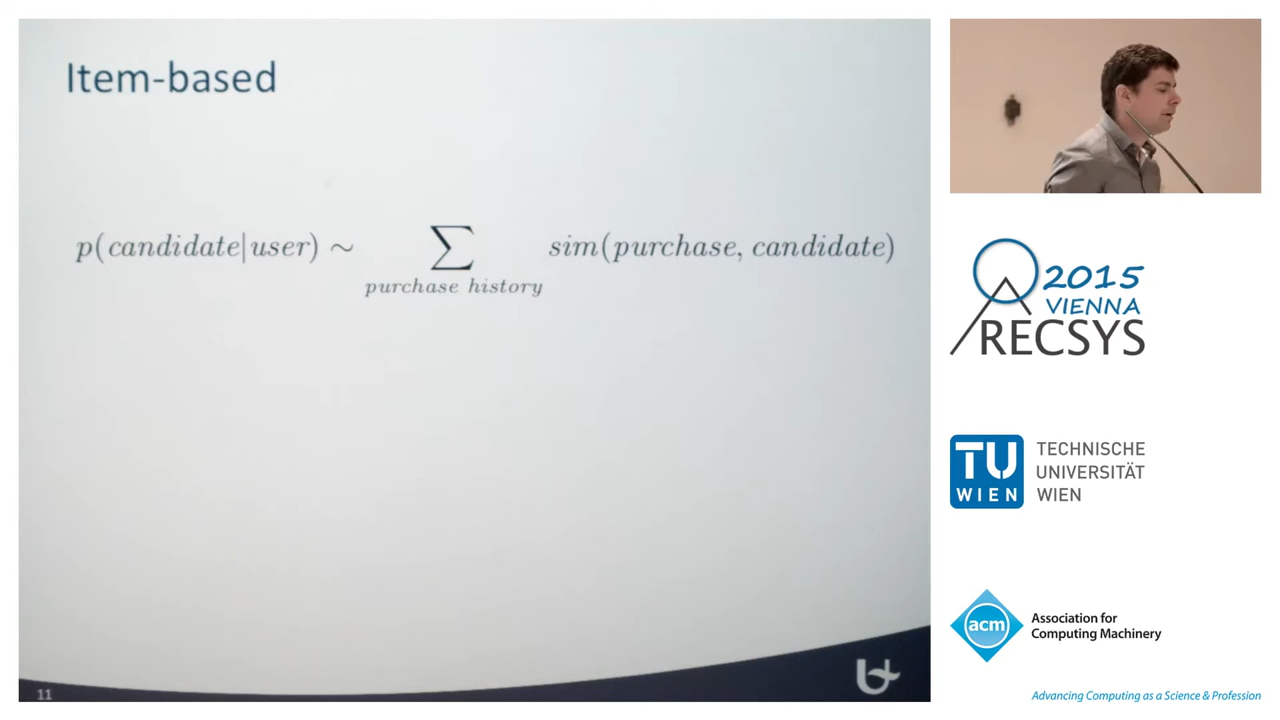 Item-based
p(candidate|user) ∼ ∑ sim(purchase, candidate)
purchase history
11
2015
VIENNA
RECSYS
TU
WIEN
TECHNISCHE
UNIVERSITÄT
WIEN
acm
Association for
Computing Machinery
Advancing Computing as a Science & Profession